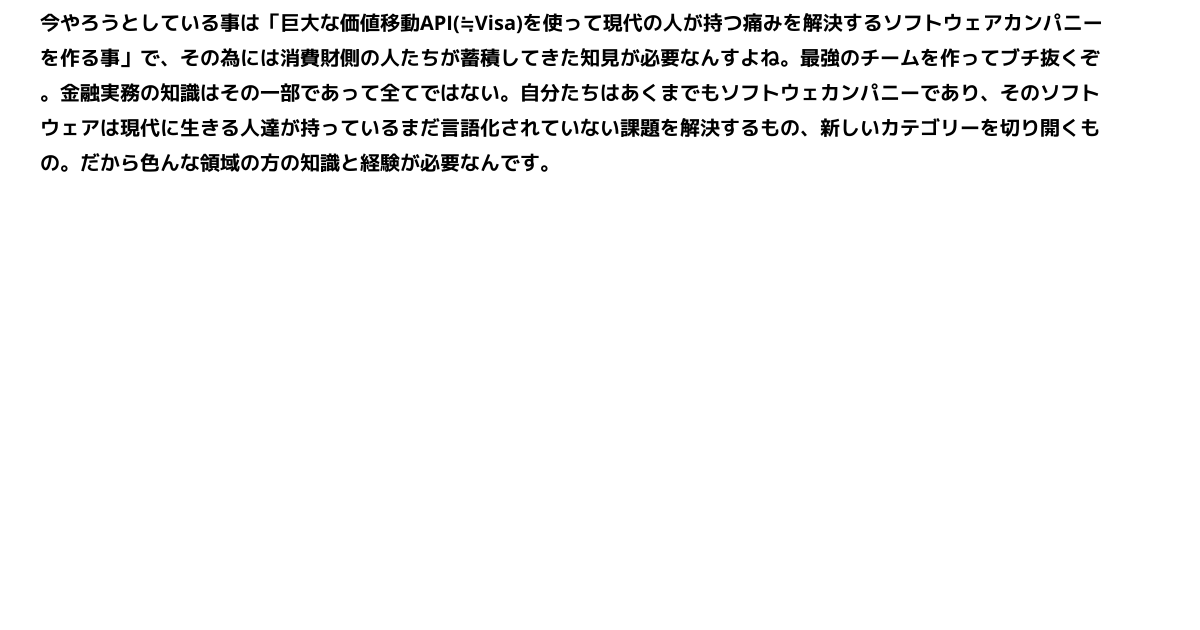 今やろうとしている事は「巨大な価値移動API(≒Visa)を使って現代の人が持つ痛みを解決するソフトウェアカンパニー
を作る事」で、その為には消費財側の人たちが蓄積してきた知見が必要なんすよね。最強のチームを作ってブチ抜くぞ
。金融実務の知識はその一部であって全てではない。自分たちはあくまでもソフトウェカンパニーであり、そのソフト
ウェアは現代に生きる人達が持っているまだ言語化されていない課題を解決するもの、新しいカテゴリーを切り開くも
の。だから色んな領域の方の知識と経験が必要なんです。